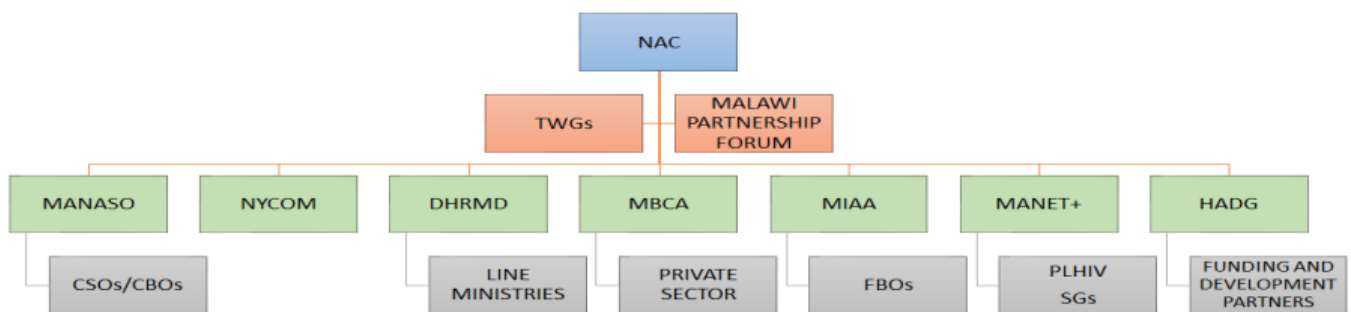 NAC
TWGs
MALAWI
PARTNERSHIP
FORUM
MANASO
NYCOM
DHRMD
MBCA
MIAA
MANET+
HADG
CSOs/CBOs
LINE
MINISTRIES
PRIVATE
SECTOR
FBOs
PLHIV
SGs
FUNDING AND
DEVELOPMENT
PARTNERS